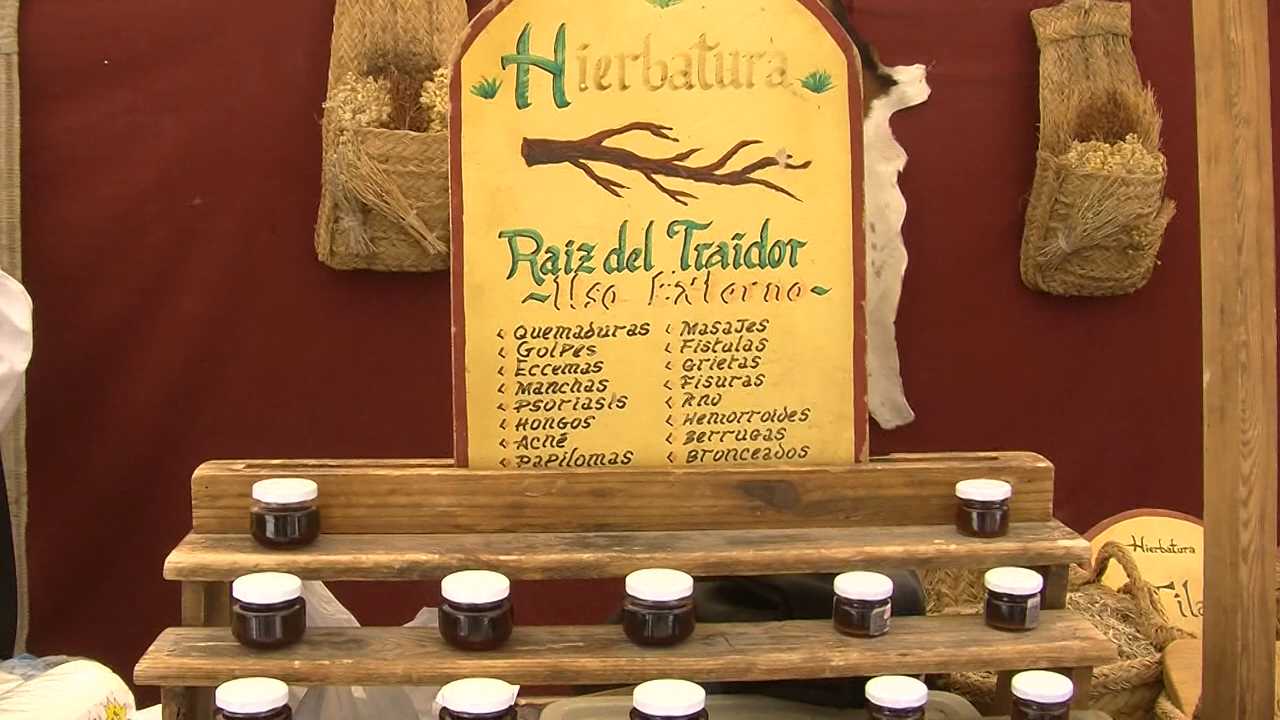 Hierbatura
Raiz del Traidor
~Uso Externo~
Quemaduras
Golpes
Eccemas
Manchas
Psoriasis
Hongos
Acné
Papilomas
Masajes
Fistulas
Grietas
Fisuras
Ano
Hemorroides
Berrugas
Bronceados
Hierbatura
Tila